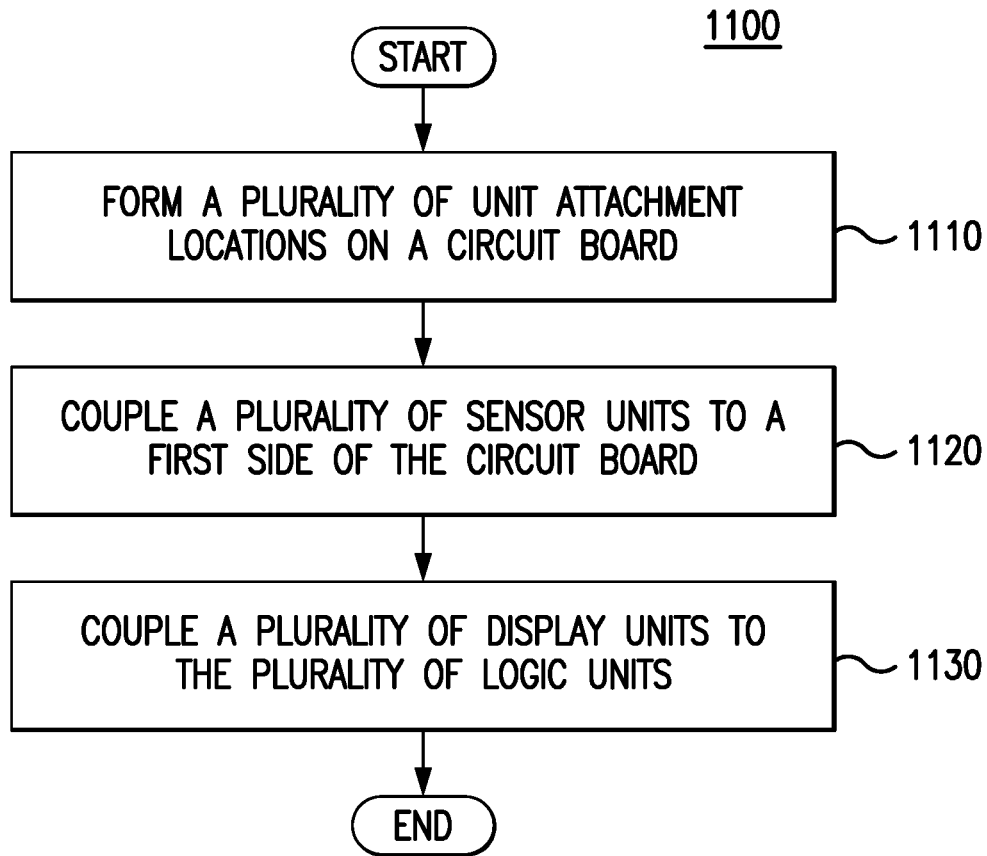 1100
START
FORM A PLURALITY OF UNIT ATTACHMENT
LOCATIONS ON A CIRCUIT BOARD
1110
COUPLE A PLURALITY OF SENSOR UNITS TO A
FIRST SIDE OF THE CIRCUIT BOARD
1120
COUPLE A PLURALITY OF DISPLAY UNITS TO
THE PLURALITY OF LOGIC UNITS
1130
END